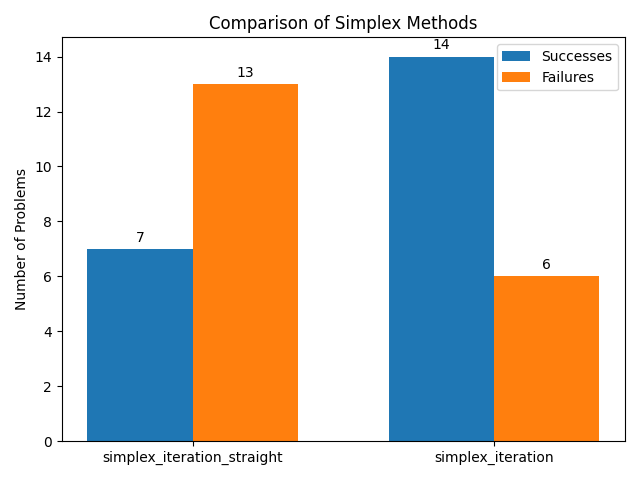 Comparison of Simplex Methods
14
Successes
Failures
14
13
12
10
8
7
Number of Problems
6
6
4
2
0
simplex_iteration_straight
simplex_iteration